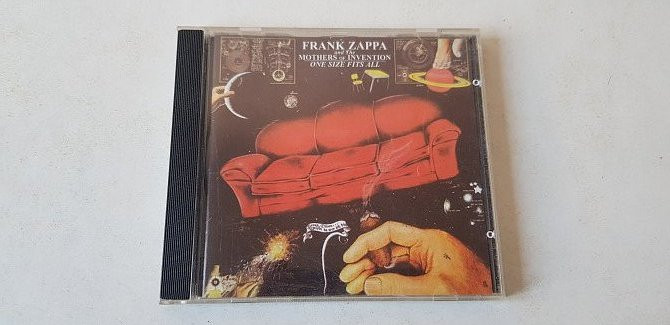 FRANK ZAPPA
and The
MOTHERS OF INVENTION
ONE SIZE FITS ALL